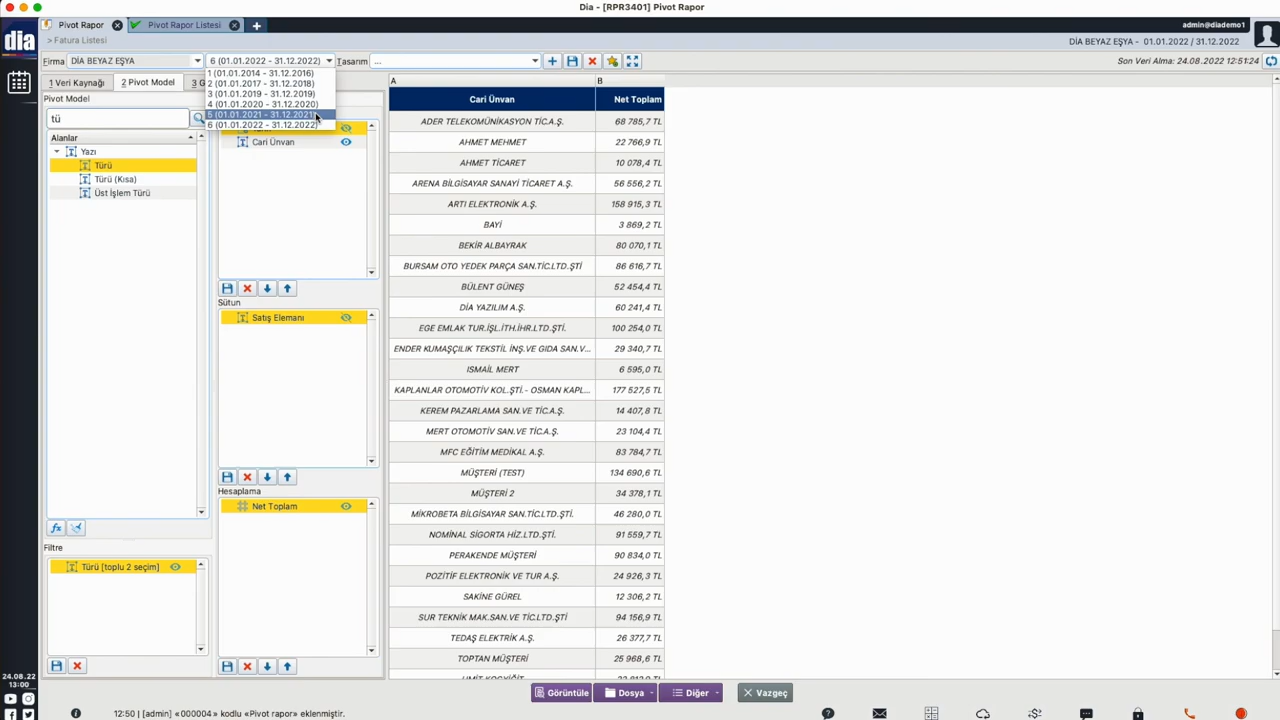 Dia - [RPR3401] Pivot Rapor
dia
Pivot Rapor
Pivot Rapor Listesi
admin@diademo1
> Fatura Listesi
DİA BEYAZ EŞYA - 01.01.2022 / 31.12.2022
Firma DİA BEYAZ EŞYA
6 (01.01.2022 - 31.12.2022)
Tasarım ...
Son Veri Alma: 24.08.2022 12:51:24
1 (01.01.2014 - 31.12.2016)
2 (01.01.2017 - 31.12.2018)
3 (01.01.2019 - 31.12.2019)
4 (01.01.2020 - 31.12.2020)
5 (01.01.2021 - 31.12.2021)
6 (01.01.2022 - 31.12.2022)
1 Veri Kaynağı
2 Pivot Model
Pivot Model
tü
Alanlar
Yazı
Türü
Türü (Kısa)
Üst İşlem Türü
Filtre
Türü [toplu 2 seçim]
Cari Ünvan
Sütun
Satış Elemanı
Hesaplama
Net Toplam
A B
Cari Ünvan Net Toplam
ADER TELEKOMÜNİKASYON TİC.A.Ş. 68 785,7 TL
AHMET MEHMET 22 766,9 TL
AHMET TİCARET 10 078,4 TL
ARENA BİLGİSAYAR SANAYİ TİCARET A.Ş. 56 556,2 TL
ARTI ELEKTRONİK A.Ş. 158 915,3 TL
BAYİ 3 869,2 TL
BEKİR ALBAYRAK 80 070,1 TL
BURSAM OTO YEDEK PARÇA SAN.TİC.LTD.ŞTİ 86 616,7 TL
BÜLENT GÜNEŞ 52 454,4 TL
DİA YAZILIM A.Ş. 60 241,4 TL
EGE EMLAK TUR.İŞL.İTH.İHR.LTD.ŞTİ. 100 254,0 TL
ENDER KUMAŞÇILIK TEKSTİL İNŞ.VE GIDA SAN.V... 29 340,7 TL
ISMAİL MERT 6 595,0 TL
KAPLANLAR OTOMOTİV KOL.ŞTİ.- OSMAN KAPL... 177 527,5 TL
KEREM PAZARLAMA SAN.VE TİC.A.Ş. 14 407,8 TL
MERT OTOMOTİV SAN.VE TİC.A.Ş. 23 104,4 TL
MFC EĞİTİM MEDİKAL A.Ş. 83 784,7 TL
MÜŞTERİ (TEST) 134 690,6 TL
MÜŞTERİ 2 34 378,1 TL
MİKROBETA BİLGİSAYAR SAN.TİC.LTD.ŞTİ. 46 280,0 TL
NOMİNAL SİGORTA HİZ.LTD.ŞTİ. 91 559,7 TL
PERAKENDE MÜŞTERİ 90 834,0 TL
POZİTİF ELEKTRONİK VE TUR A.Ş. 24 926,3 TL
SAKİNE GÜREL 12 306,2 TL
SUR TEKNİK MAK.SAN.VE TİC.LTD.ŞTİ 94 156,9 TL
TEDAŞ ELEKTRİK A.Ş. 26 377,7 TL
TOPTAN MÜŞTERİ 25 968,6 TL
Görüntüle
Dosya
Diğer
Vazgeç
24.08.22
13:00
12:50 | [admin] «000004» kodlu «Pivot rapor» eklenmiştir.